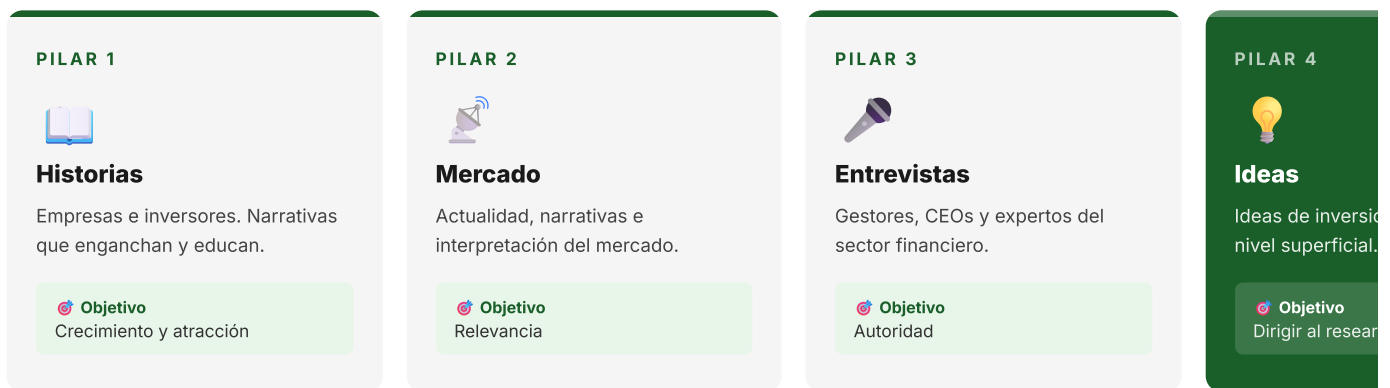 PILAR 1
Historias
Empresas e inversores. Narrativas
que enganchan y educan.
Objetivo
Crecimiento y atracción
PILAR 2
Mercado
Actualidad, narrativas e
interpretación del mercado.
Objetivo
Relevancia
PILAR 3
Entrevistas
Gestores, CEOs y expertos del
sector financiero.
Objetivo
Autoridad
PILAR 4
Ideas
Ideas de
nivel superficial.
Objetivo
Dirigir al